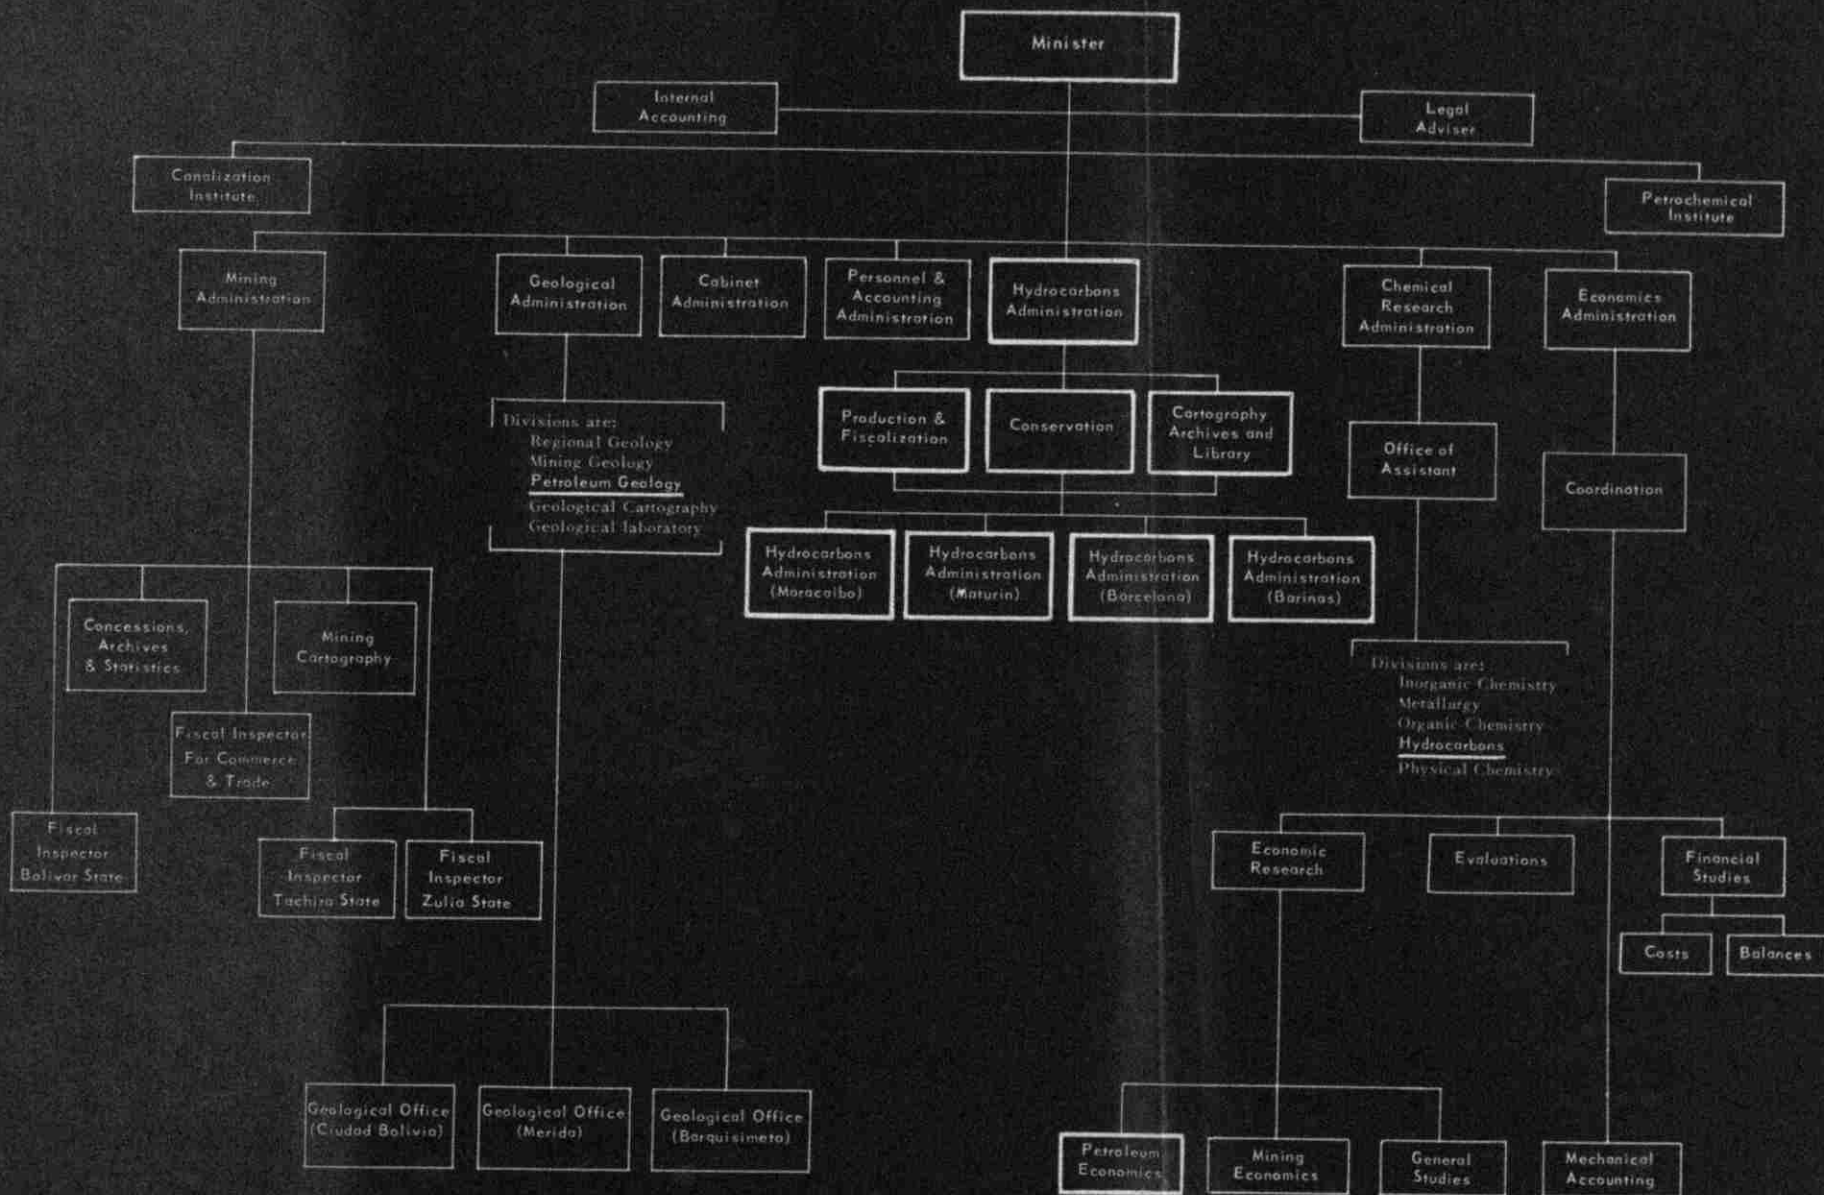 Minister
Internal
Accounting
Legal
Adviser
Canalization
Institute
Petrochemical
Institute
Mining
Administration
Geological
Administration
Cabinet
Administration
Personnel &
Accounting
Administration
Hydrocarbons
Administration
Chemical
Research
Administration
Economics
Administration
Divisions are:
Regional Geology
Mining Geology
Petroleum Geology
Geological Cartography
Geological laboratory
Production &
Fiscalization
Conservation
Cartography
Archives and
Library
Office of
Assistant
Coordination
Hydrocarbons
Administration
(Maracaibo)
Hydrocarbons
Administration
(Maturin)
Hydrocarbons
Administration
(Barcelona)
Hydrocarbons
Administration
(Barinas)
Concessions,
Archives
& Statistics
Mining
Cartography
Divisions are:
Inorganic Chemistry
Metallurgy
Organic Chemistry
Hydrocarbons
Physical Chemistry
Fiscal Inspector
For Commerce
& Trade
Fiscal
Inspector
Bolivar State
Fiscal
Inspector
Tachira State
Fiscal
Inspector
Zulia State
Economic
Research
Evaluations
Financial
Studies
Costs
Balances
Geological Office
(Ciudad Bolivia)
Geological Office
(Merida)
Geological Office
(Barquisimeto)
Petroleum
Economics
Mining
Economics
General
Studies
Mechanical
Accounting